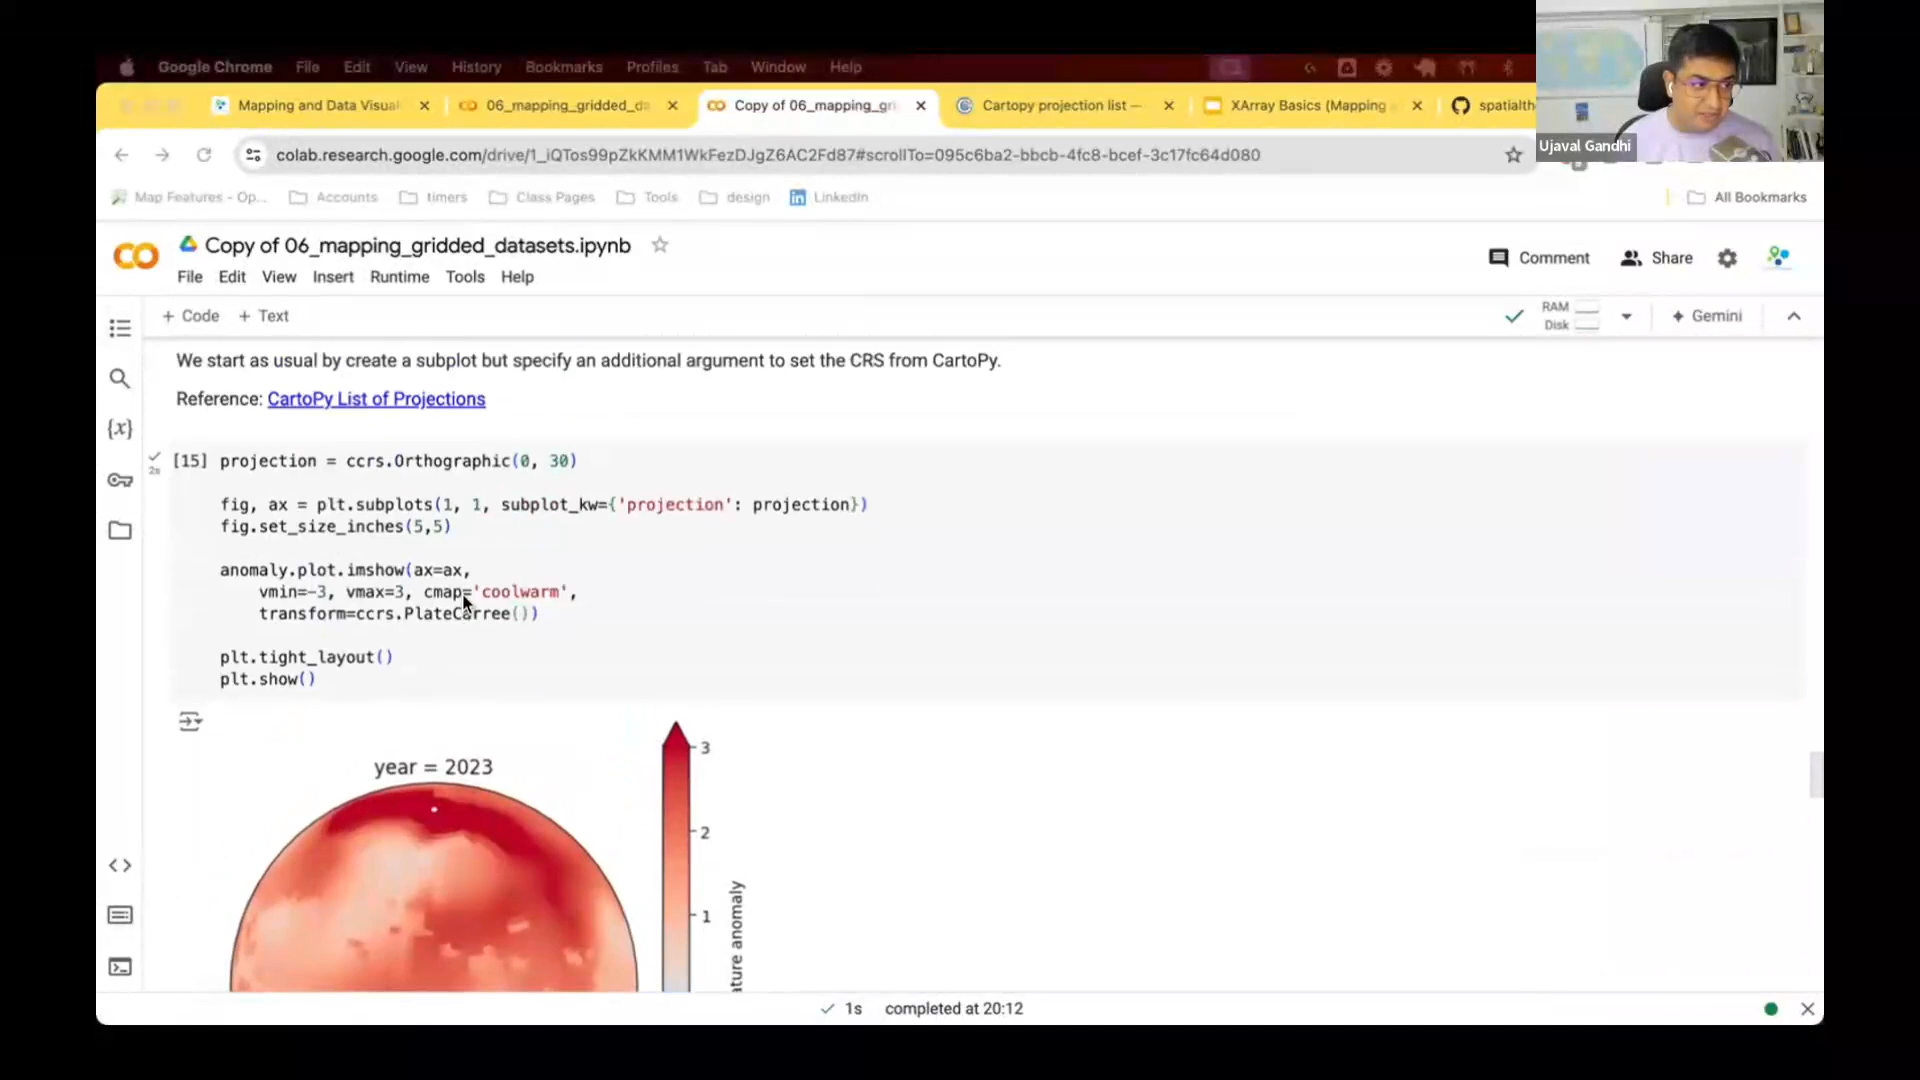 Google Chrome File Edit View History Bookmarks Profiles Tab Window Help
Mapping and Data Visual
06_mapping_gridded_da
Copy of 06_mapping_gri
Cartopy projection list —
XArray Basics (Mapping
spatialth
Ujaval Gandhi
colab.research.google.com/drive/1_iQTos99pZkKMM1WkFezDJgZ6AC2Fd87#scrollTo=095c6ba2-bbcb-4fc8-bcef-3c17fc64d080
Map Features - Op... Accounts timers Class Pages Tools design LinkedIn All Bookmarks
Copy of 06_mapping_gridded_datasets.ipynb
File Edit View Insert Runtime Tools Help
Comment Share
+ Code + Text
RAM
Disk
Gemini
We start as usual by create a subplot but specify an additional argument to set the CRS from CartoPy.
Reference: CartoPy List of Projections
2s
[15] projection = ccrs.Orthographic(0, 30)
fig, ax = plt.subplots(1, 1, subplot_kw={'projection': projection})
fig.set_size_inches(5,5)
anomaly.plot.imshow(ax=ax,
vmin=-3, vmax=3, cmap='coolwarm',
transform=ccrs.PlateCarree())
plt.tight_layout()
plt.show()
year = 2023
3
2
1
ature anomaly
1s completed at 20:12